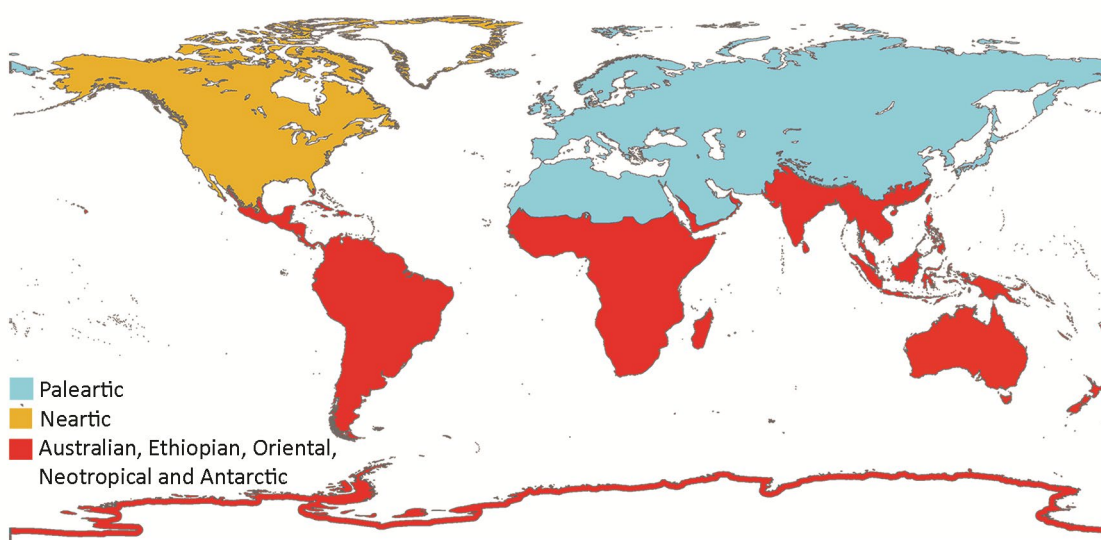 Paleartic
Neartic
Australian, Ethiopian, Oriental,
Neotropical and Antarctic